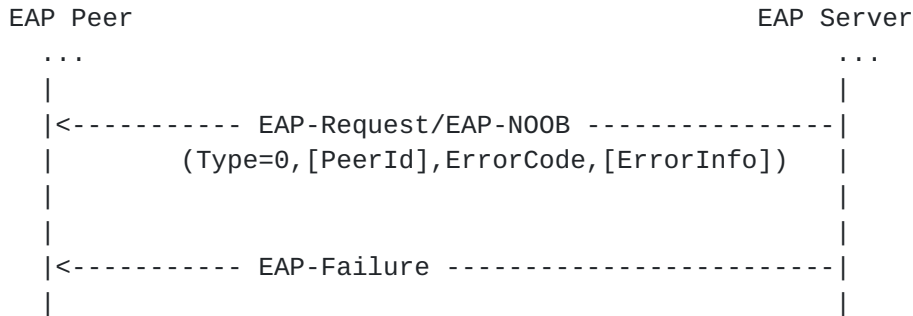 EAP Peer                                        EAP Server
  ...                                                 ...
  |                                                   |
  |<----------- EAP-Request/EAP-NOOB ----------------|
  |        (Type=0,[PeerId],ErrorCode,[ErrorInfo])   |
  |                                                   |
  |                                                   |
  |<----------- EAP-Failure -------------------------|
  |                                                   |